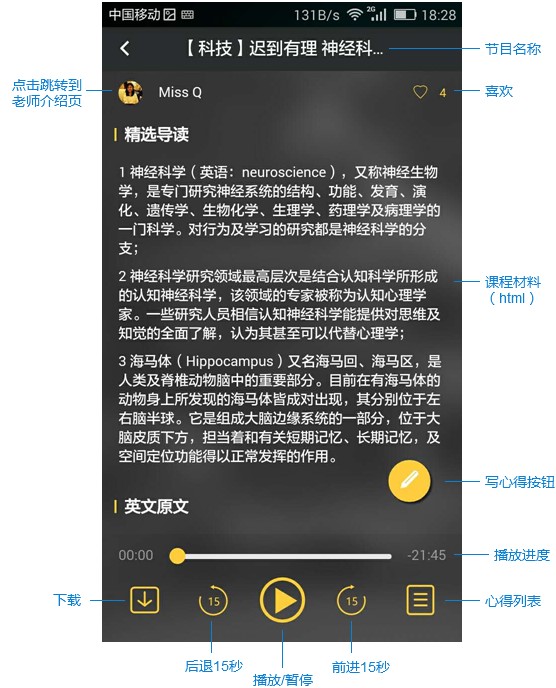 中国移动 131B/s 2G 18:28
【科技】迟到有理 神经科...
节目名称
点击跳转到
老师介绍页
Miss Q
4
喜欢
精选导读
1 神经科学（英语：neuroscience），又称神经生物
学，是专门研究神经系统的结构、功能、发育、演
化、遗传学、生物化学、生理学、药理学及病理学的
一门科学。对行为及学习的研究都是神经科学的分
支；
2 神经科学研究领域最高层次是结合认知科学所形成
的认知神经科学，该领域的专家被称为认知心理学
家。一些研究人员相信认知神经科学能提供对思维及
知觉的全面了解，认为其甚至可以代替心理学；
课程材料
（html）
3 海马体（Hippocampus）又名海马回、海马区，是
人类及脊椎动物脑中的重要部分。目前在有海马体的
动物身上所发现的海马体皆成对出现，其分别位于左
右脑半球。它是组成大脑边缘系统的一部分，位于大
脑皮质下方，担当着和有关短期记忆、长期记忆，及
空间定位功能得以正常发挥的作用。
写心得按钮
英文原文
00:00
-21:45
播放进度
下载
15
15
心得列表
后退15秒
播放/暂停
前进15秒